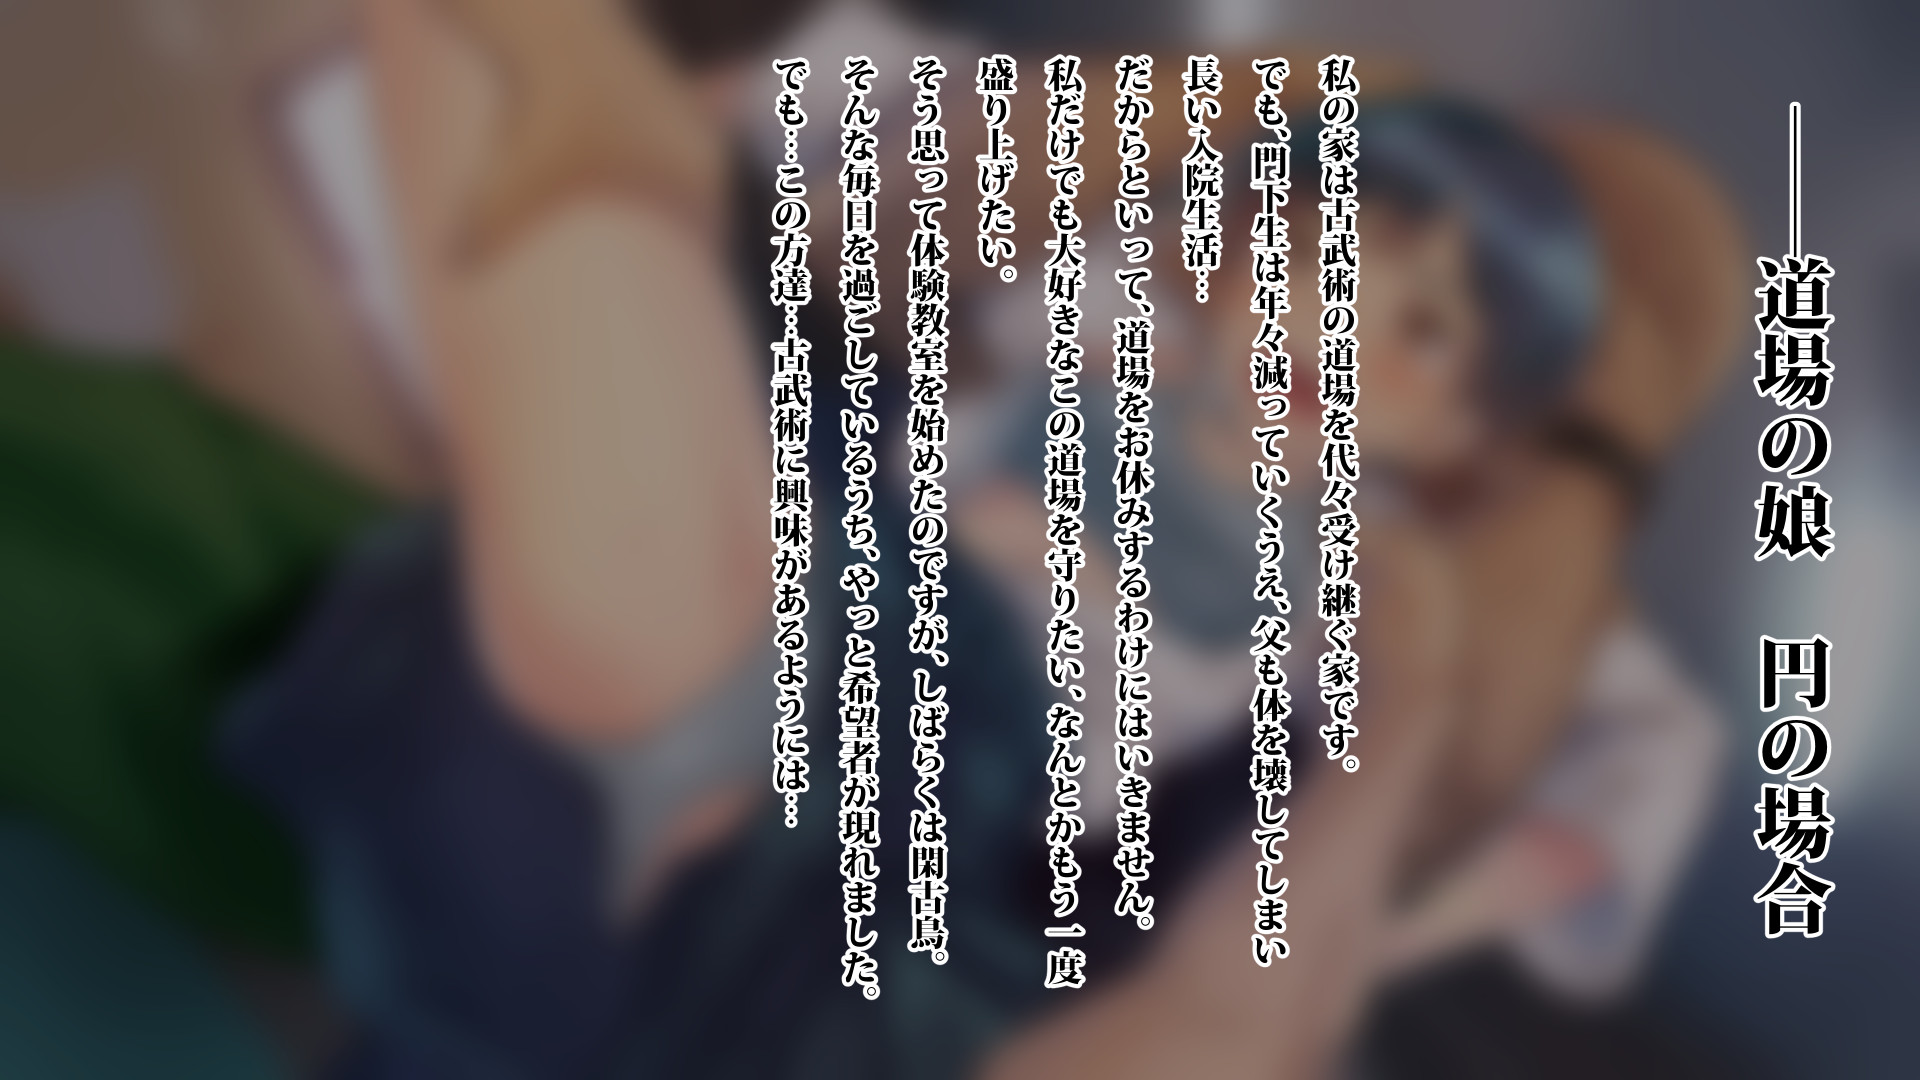 ――道場の娘　円の場合
私の家は古武術の道場を代々受け継ぐ家です。
でも、門下生は年々減っていくうえ、父も体を壊してしまい
長い入院生活…
だからといって、道場をお休みするわけにはいきません。
私だけでも大好きなこの道場を守りたい、なんとかもう一度
盛り上げたい。
そう思って体験教室を始めたのですが、しばらくは閑古鳥。
そんな毎日を過ごしているうち、やっと希望者が現れました。
でも…この方達…古武術に興味があるようには…